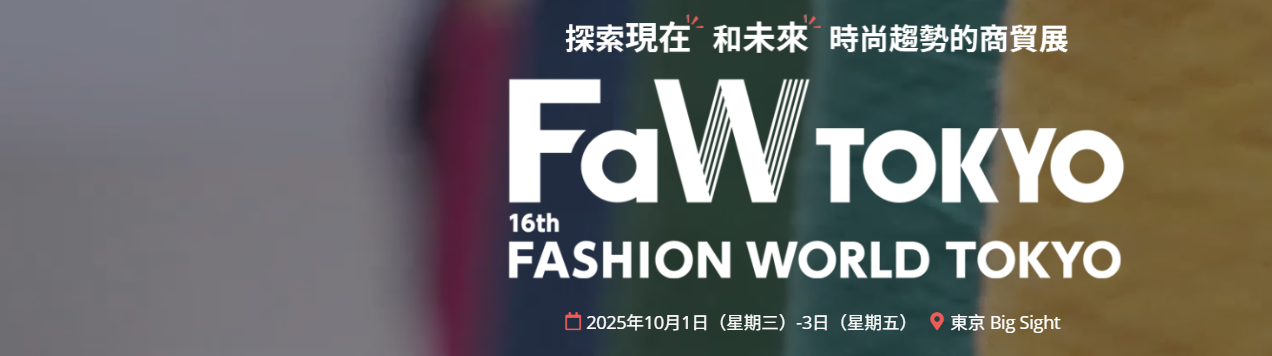 探索現在 和未來 時尚趨勢的商貿展
FaW TOKYO
16th
FASHION WORLD TOKYO
2025年10月1日（星期三）-3日（星期五） 東京 Big Sight